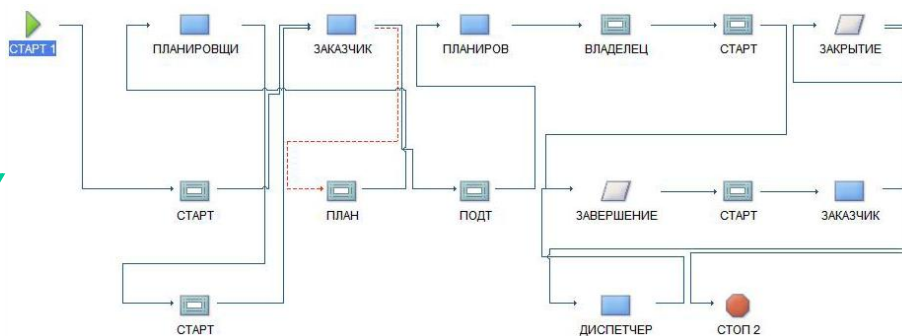 СТАРТ 1
ПЛАНИРОВЩИ
ЗАКАЗЧИК
ПЛАНИРОВ
ВЛАДЕЛЕЦ
СТАРТ
ЗАКРЫТИЕ
СТАРТ
ПЛАН
ПОДТ
ЗАВЕРШЕНИЕ
СТАРТ
ЗАКАЗЧИК
СТАРТ
ДИСПЕТЧЕР
СТОП 2